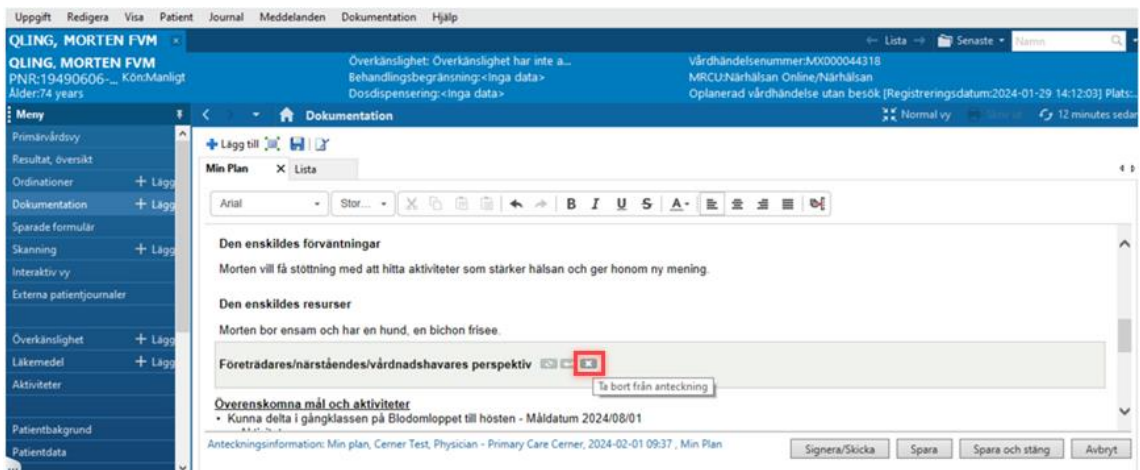 Uppgift Redigera Visa Patient Journal Meddelanden Dokumentation Hjälp
QLING, MORTEN FVM × Lista Senaste Namn
QLING, MORTEN FVM Överkänslighet: Överkänslighet har inte a... Vårdhändelsenummer:MX000044318
PNR:19490606-... Kön:Manligt Behandlingsbegränsning:<Inga data> MRCU:Närhälsan Online/Närhälsan
Ålder:74 years Dosdispensering:<Inga data> Oplanerad vårdhändelse utan besök [Registreringsdatum:2024-01-29 14:12:03] Plats:...
Meny Dokumentation Normal vy Skriv ut 12 minutes sedan
Primärvårdsvy
Resultat, översikt
Ordinationer + Lägg
Dokumentation + Lägg
Sparade formulär
Skanning + Lägg
Interaktiv vy
Externa patientjournaler
Överkänslighet + Lägg
Läkemedel + Lägg
Aktiviteter
Patientbakgrund
Patientdata
Lägg till
Min Plan X Lista
Arial Stor... B I U S A
Den enskildes förväntningar
Morten vill få stöttning med att hitta aktiviteter som stärker hälsan och ger honom ny mening.
Den enskildes resurser
Morten bor ensam och har en hund, en bichon frisee.
Företrädares/närståendes/vårdnadshavares perspektiv
Ta bort från anteckning
Överenskomna mål och aktiviteter
• Kunna delta i gångklassen på Blodomloppet till hösten - Måldatum 2024/08/01
Anteckningsinformation: Min plan, Cerner Test, Physician - Primary Care Cerner, 2024-02-01 09:37 , Min Plan
Signera/Skicka Spara Spara och stäng Avbryt